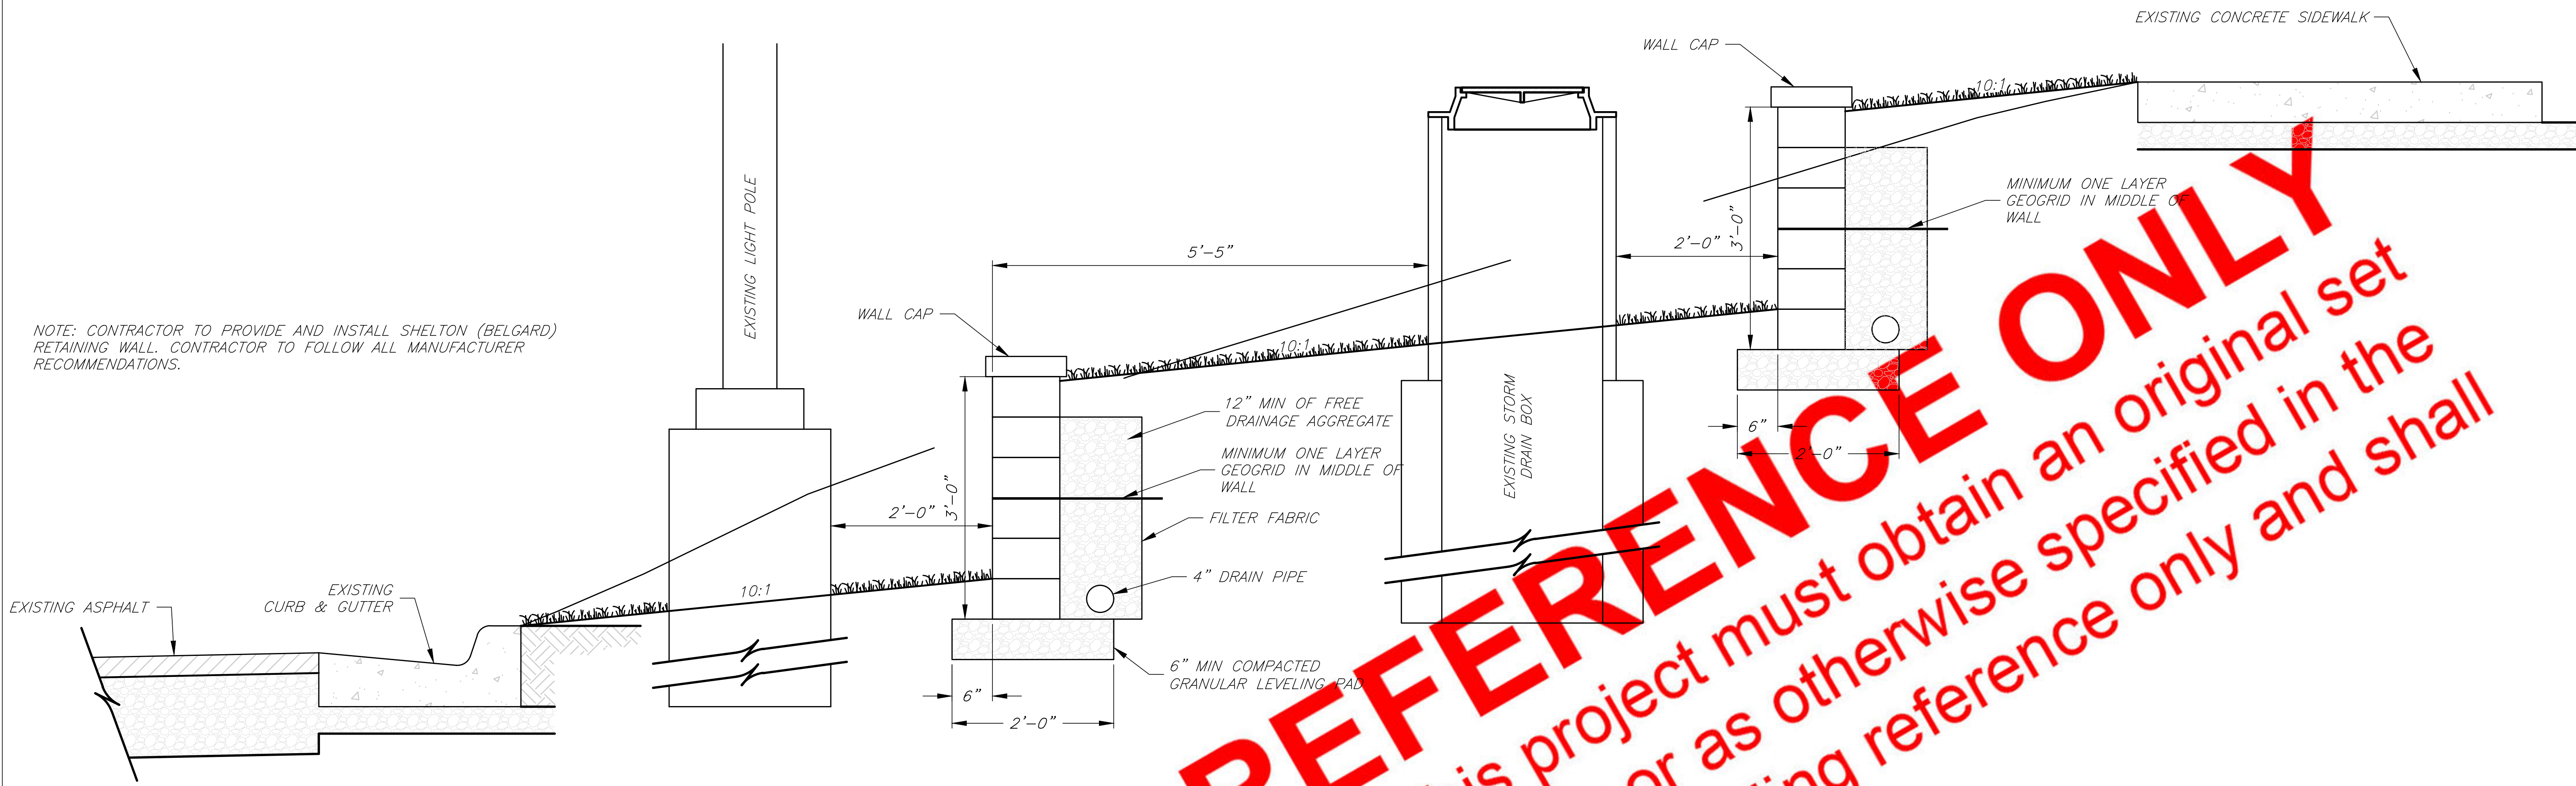 EXISTING CONCRETE SIDEWALK
WALL CAP
10:1
MINIMUM ONE LAYER
GEOGRID IN MIDDLE OF
WALL
2'-0"
3'-0"
6"
2'-0"
EXISTING LIGHT POLE
5'-5"
NOTE: CONTRACTOR TO PROVIDE AND INSTALL SHELTON (BELGARD)
RETAINING WALL. CONTRACTOR TO FOLLOW ALL MANUFACTURER
RECOMMENDATIONS.
WALL CAP
10:1
12" MIN OF FREE
DRAINAGE AGGREGATE
MINIMUM ONE LAYER
GEOGRID IN MIDDLE OF
WALL
FILTER FABRIC
4" DRAIN PIPE
6" MIN COMPACTED
GRANULAR LEVELING PAD
EXISTING STORM
DRAIN BOX
2'-0"
3'-0"
6"
2'-0"
10:1
EXISTING
CURB & GUTTER
EXISTING ASPHALT
REFERENCE ONLY
is project must obtain an original set
or as otherwise specified in the
ing reference only and shall